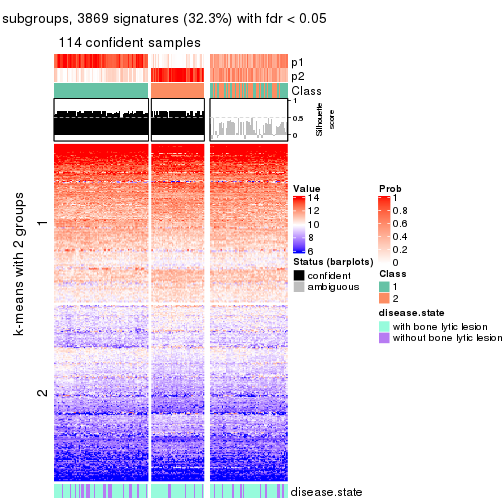 subgroups, 3869 signatures (32.3%) with fdr < 0.05
114 confident samples
p1
p2
Class
1
0.5
0
Silhouette
score
k-means with 2 groups
1
2
Value
14
12
10
8
6
Prob
1
0.8
0.6
0.4
0.2
0
Status (barplots)
confident
ambiguous
Class
1
2
disease.state
with bone lytic lesion
without bone lytic lesion
disease.state